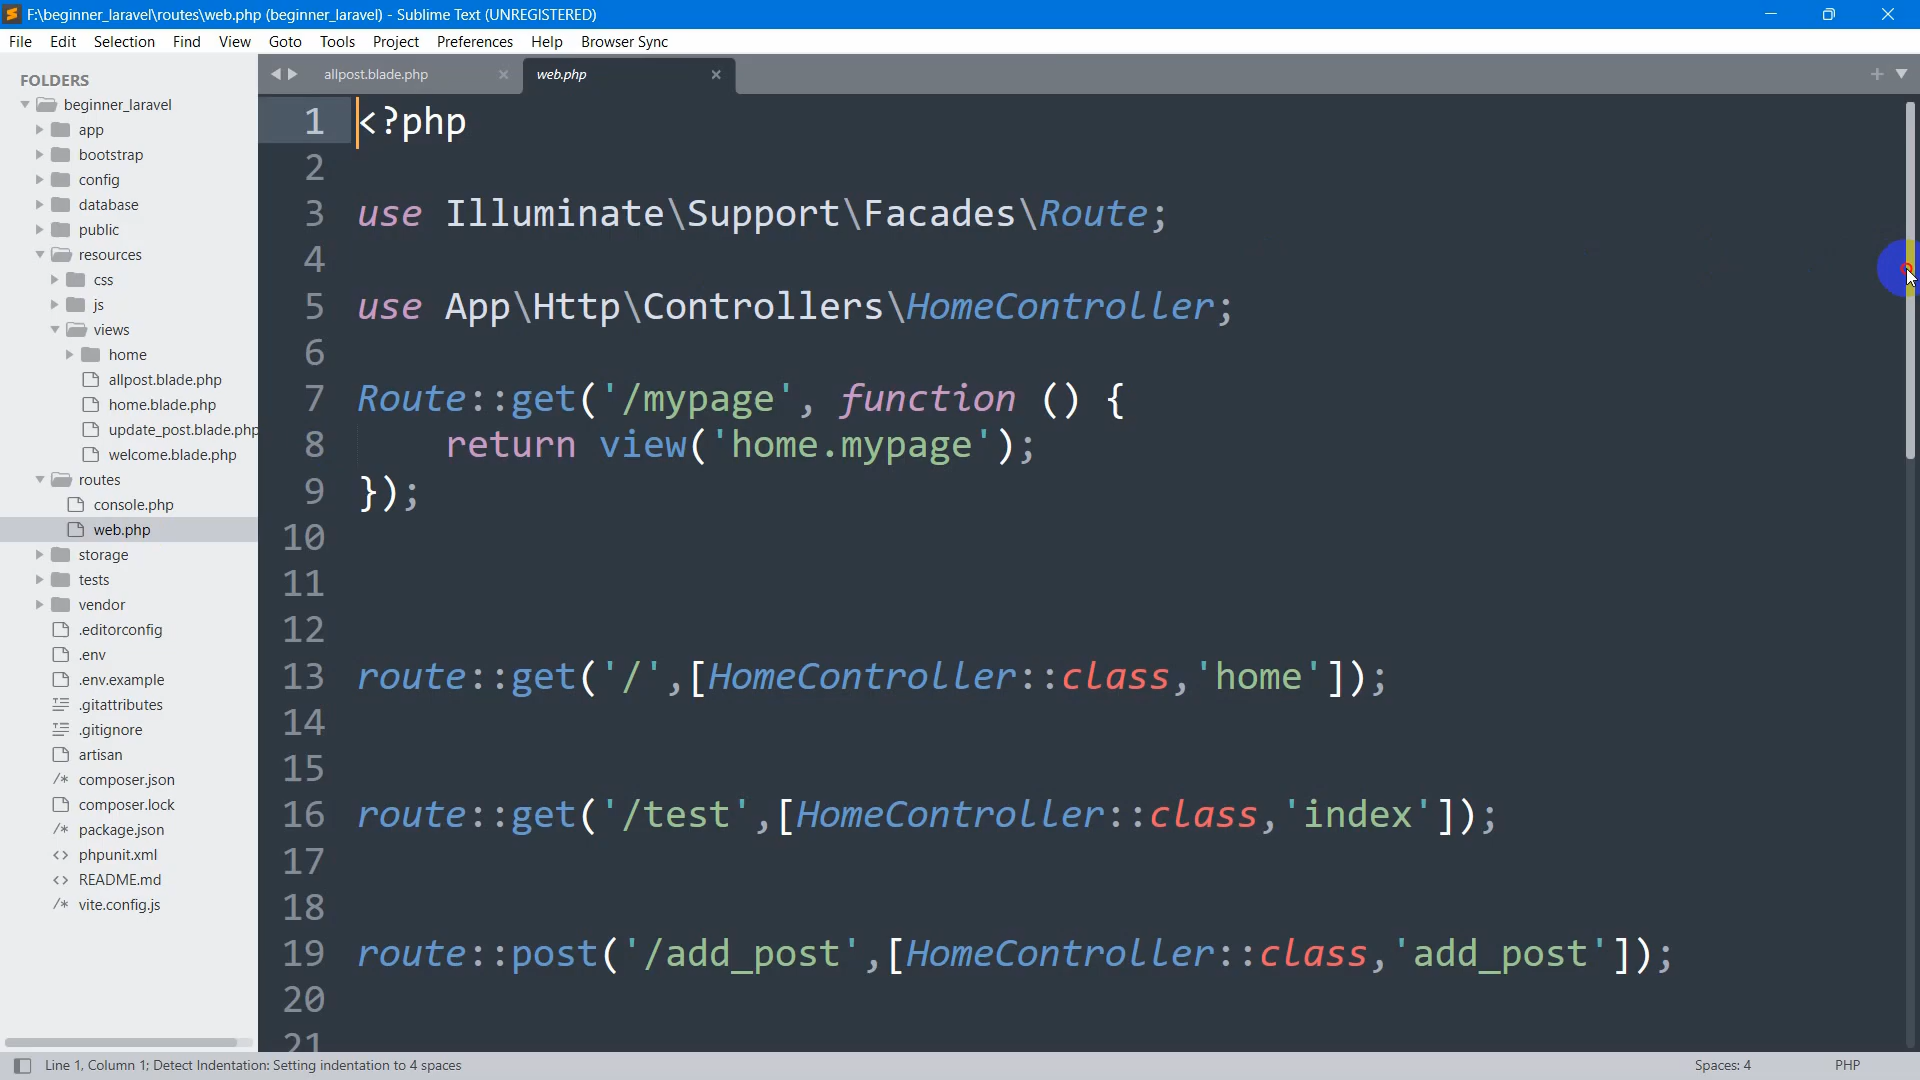 F:\beginner_laravel\routes\web.php (beginner_laravel) - Sublime Text (UNREGISTERED)
File Edit Selection Find View Goto Tools Project Preferences Help Browser Sync
FOLDERS
beginner_laravel
app
bootstrap
config
database
public
resources
css
js
views
home
allpost.blade.php
home.blade.php
update_post.blade.php
welcome.blade.php
routes
console.php
web.php
storage
tests
vendor
.editorconfig
.env
.env.example
.gitattributes
.gitignore
artisan
composer.json
composer.lock
package.json
phpunit.xml
README.md
vite.config.js
allpost.blade.php web.php
1 <?php
2
3 use Illuminate\Support\Facades\Route;
4
5 use App\Http\Controllers\HomeController;
6
7 Route::get('/mypage', function () {
8 return view('home.mypage');
9 });
10
11
12
13 route::get('/',[HomeController::class,'home']);
14
15
16 route::get('/test',[HomeController::class,'index']);
17
18
19 route::post('/add_post',[HomeController::class,'add_post']);
20
21
Line 1, Column 1; Detect Indentation: Setting indentation to 4 spaces Spaces: 4 PHP